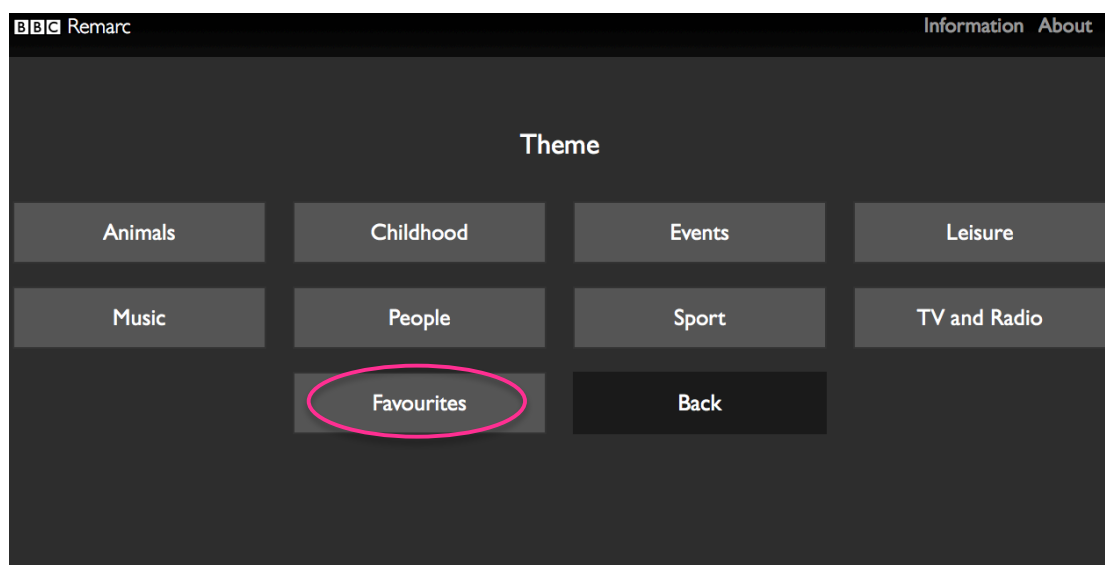 BBC Remarc Information About
Theme
Animals Childhood Events Leisure
Music People Sport TV and Radio
Favourites Back